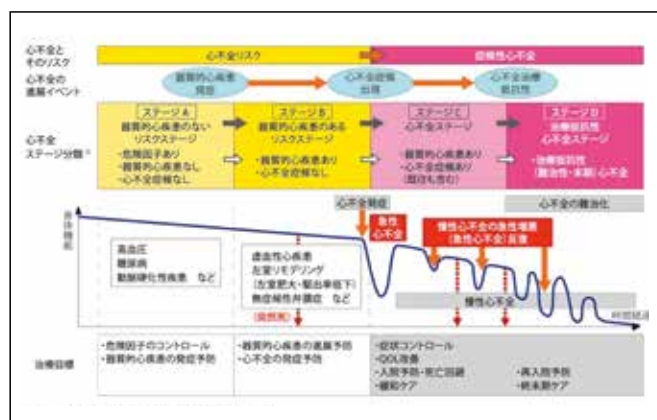 心不全と
そのリスク
心不全リスク
症候性心不全
心不全の
進展イベント
器質的心疾患
発症
心不全症候
出現
心不全治療
抵抗性
心不全
ステージ分類
ステージA
器質的心疾患のない
リスクステージ
・危険因子あり
・器質的心疾患なし
・心不全症候なし
ステージB
器質的心疾患のある
リスクステージ
・器質的心疾患あり
・心不全症候なし
ステージC
心不全ステージ
・器質的心疾患あり
・心不全症候あり
(既往も含む)
ステージD
治療抵抗性
心不全ステージ
・治療抵抗性
(難治性・末期)心不全
身体機能
高血圧
糖尿病
動脈硬化性疾患 など
虚血性心疾患
左室リモデリング
(左室肥大・駆出率低下)
無症候性弁膜症 など
(突然死)
心不全発症
急性
心不全
慢性心不全の急性増悪
(急性心不全)反復
心不全の難治化
慢性心不全
時間経過
治療目標
・危険因子のコントロール
・器質的心疾患の発症予防
・器質的心疾患の進展予防
・心不全の発症予防
・症状コントロール
・QOL改善
・入院予防・死亡回避
・緩和ケア
・再入院予防
・終末期ケア